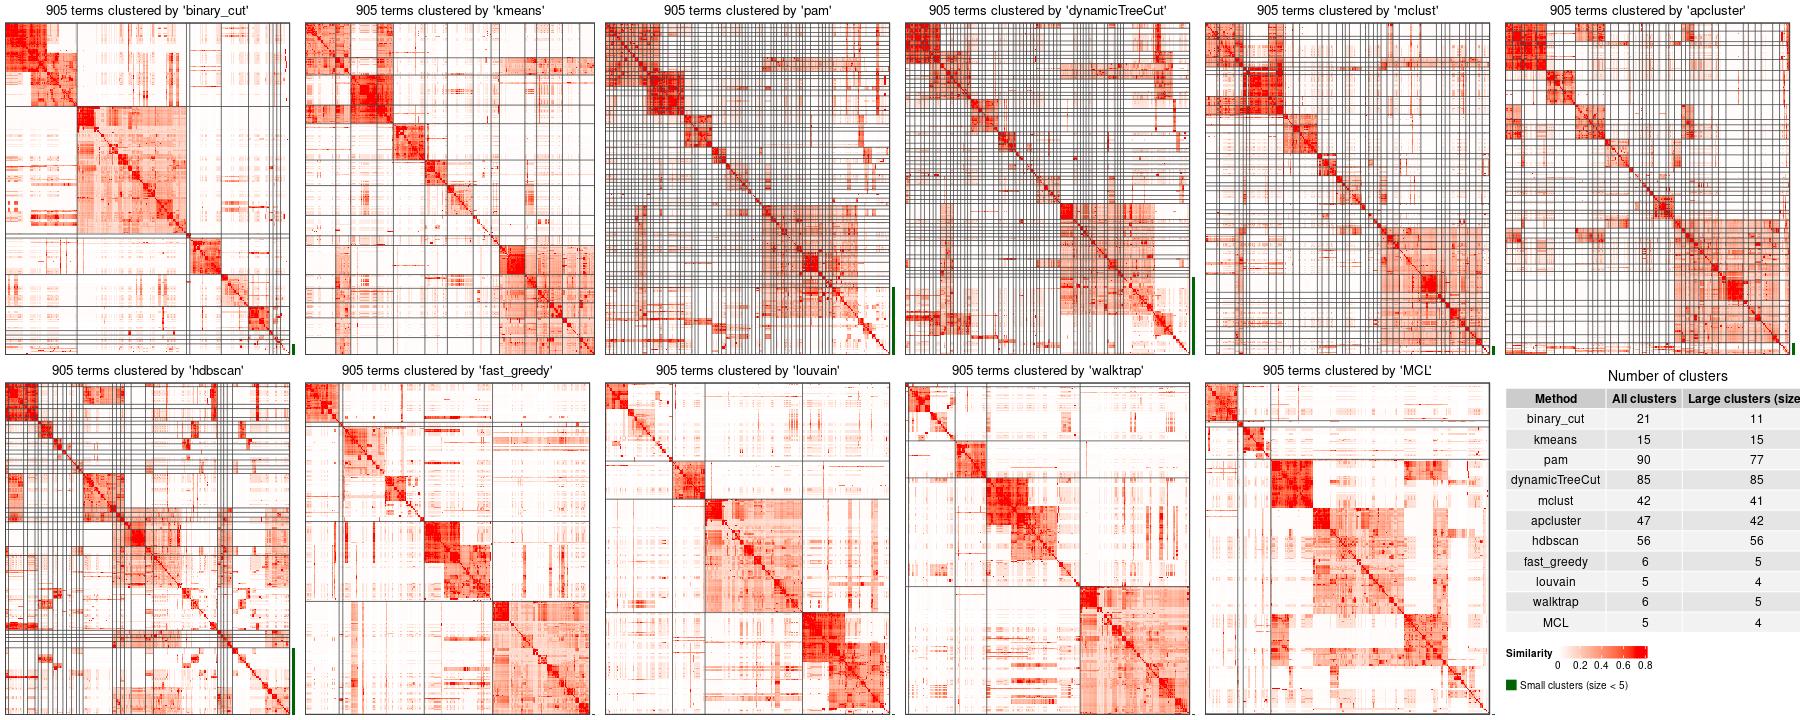 905 terms clustered by 'binary_cut'
905 terms clustered by 'kmeans'
905 terms clustered by 'pam'
905 terms clustered by 'dynamicTreeCut'
905 terms clustered by 'mclust'
905 terms clustered by 'apcluster'
905 terms clustered by 'hdbscan'
905 terms clustered by 'fast_greedy'
905 terms clustered by 'louvain'
905 terms clustered by 'walktrap'
905 terms clustered by 'MCL'
Number of clusters
Method All clusters Large clusters (size
binary_cut 21 11
kmeans 15 15
pam 90 77
dynamicTreeCut 85 85
mclust 42 41
apcluster 47 42
hdbscan 56 56
fast_greedy 6 5
louvain 5 4
walktrap 6 5
MCL 5 4
Similarity
0 0.2 0.4 0.6 0.8
Small clusters (size < 5)